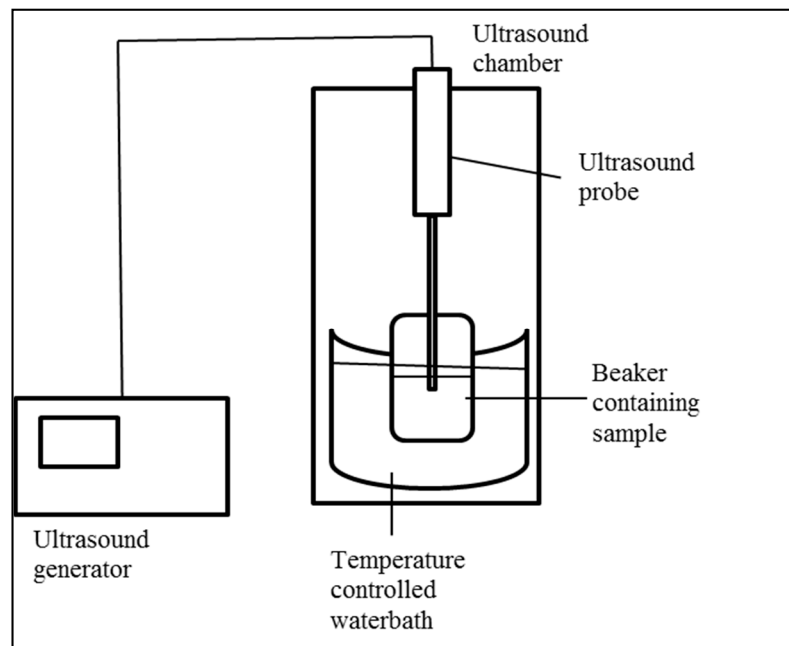 Ultrasound
chamber
Ultrasound
probe
Beaker
containing
sample
Ultrasound
generator
Temperature
controlled
waterbath